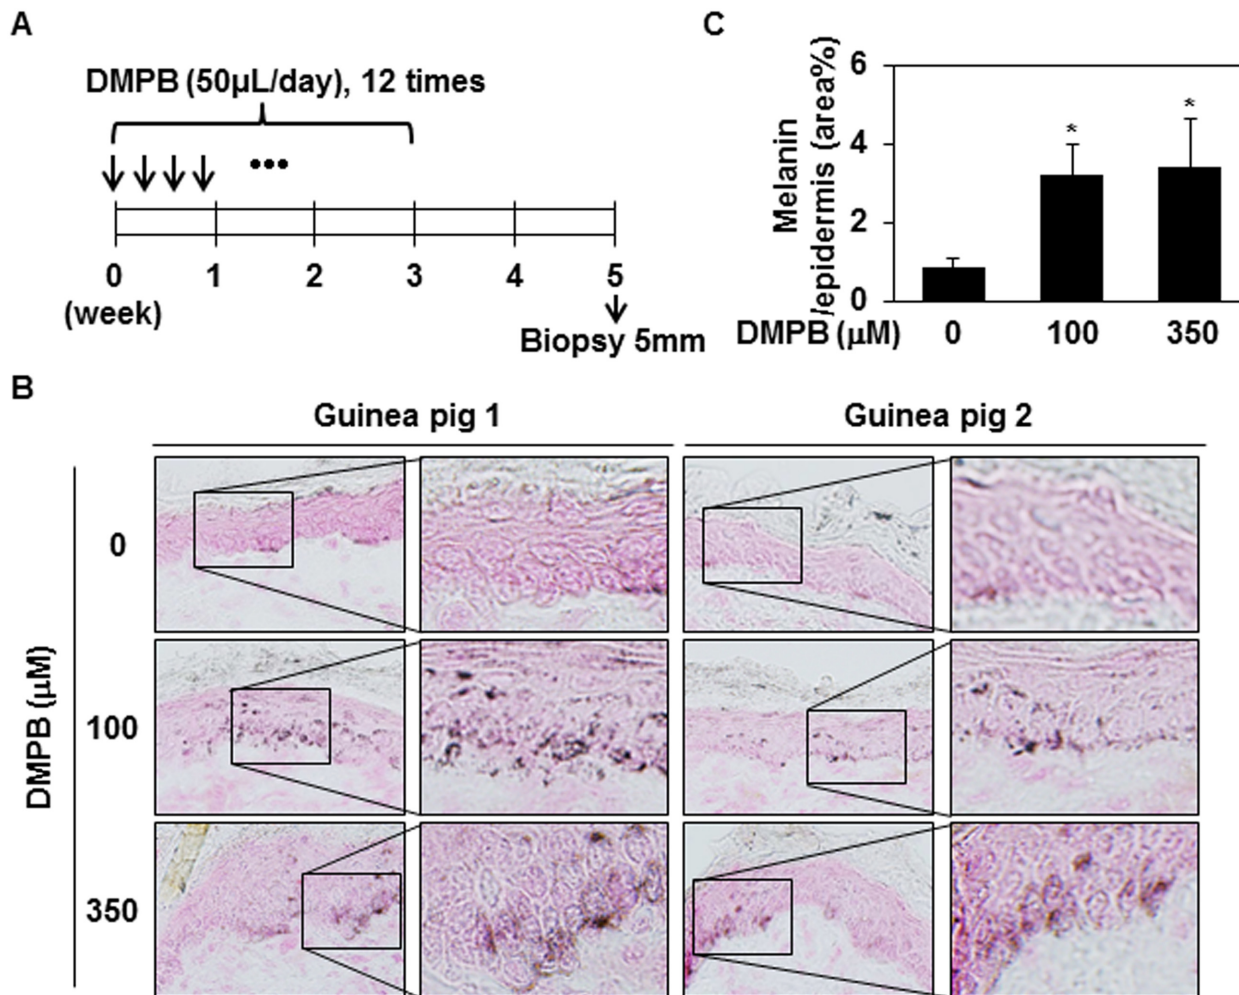 A
DMPB (50µL/day), 12 times
•••
0 1 2 3 4 5
(week)
Biopsy 5mm
C
Melanin
/epidermis (area%)
6
4
2
0
*
*
DMPB (µM) 0 100 350
B
Guinea pig 1 Guinea pig 2
DMPB (µM)
0
100
350